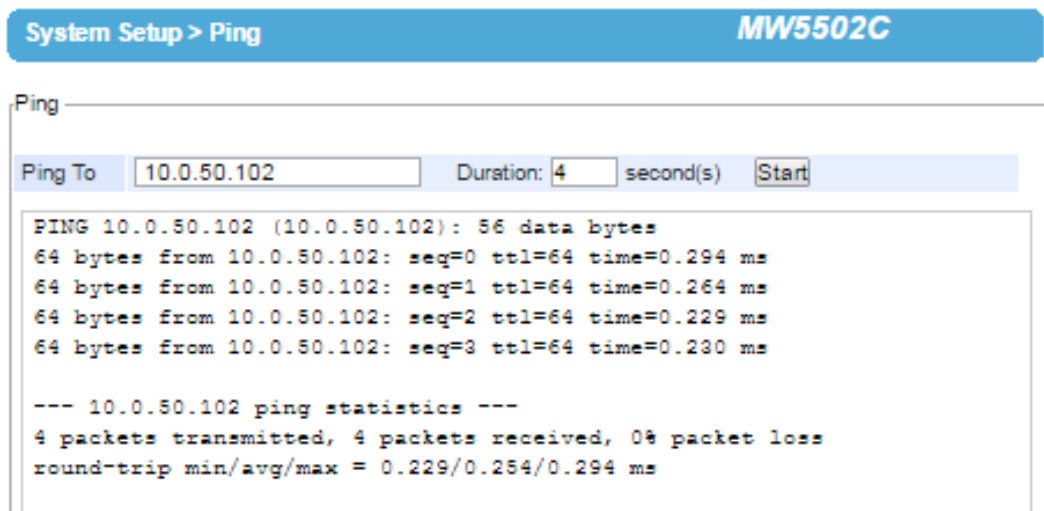 System Setup > Ping MW5502C
Ping
Ping To 10.0.50.102 Duration: 4 second(s) Start
PING 10.0.50.102 (10.0.50.102): 56 data bytes
64 bytes from 10.0.50.102: seq=0 ttl=64 time=0.294 ms
64 bytes from 10.0.50.102: seq=1 ttl=64 time=0.264 ms
64 bytes from 10.0.50.102: seq=2 ttl=64 time=0.229 ms
64 bytes from 10.0.50.102: seq=3 ttl=64 time=0.230 ms
--- 10.0.50.102 ping statistics ---
4 packets transmitted, 4 packets received, 0% packet loss
round-trip min/avg/max = 0.229/0.254/0.294 ms